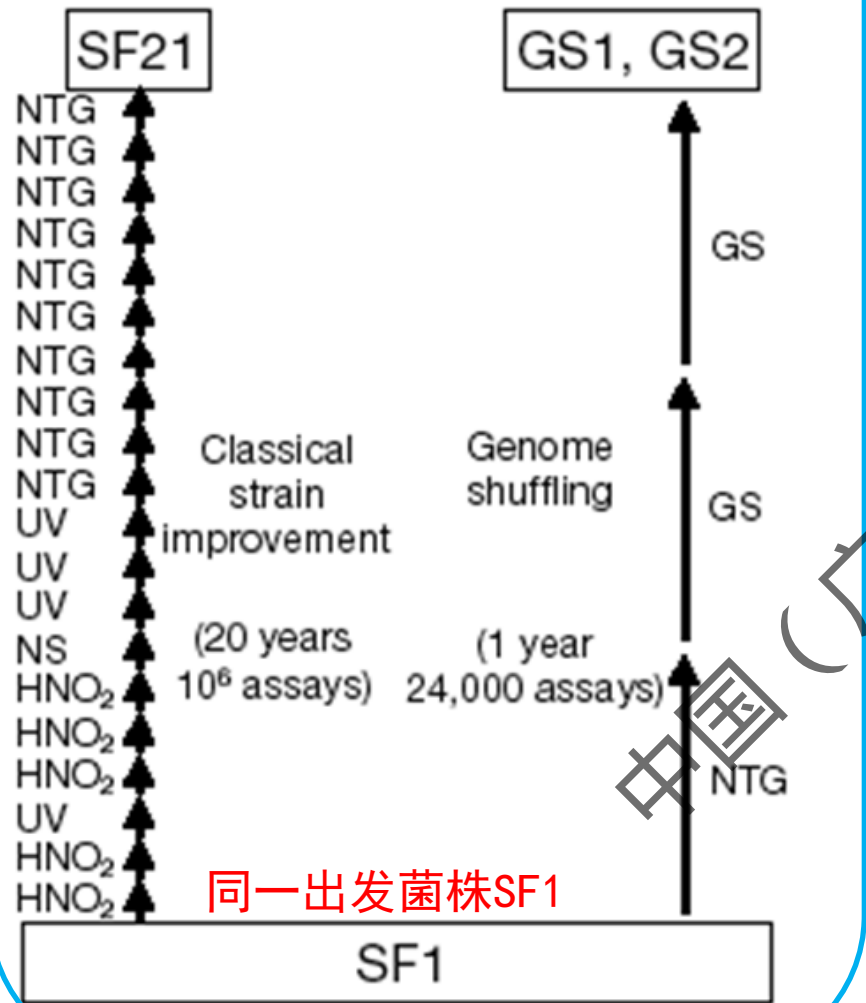 SF21
GS1, GS2
NTG
NTG
NTG
NTG
NTG
NTG
NTG
NTG
NTG
NTG
UV
UV
UV
NS
HNO₂
HNO₂
HNO₂
UV
HNO₂
HNO₂
Classical
strain
improvement
(20 years
10⁶ assays)
Genome
shuffling
(1 year
24,000 assays)
GS
GS
NTG
中国（
同一出发菌株SF1
SF1